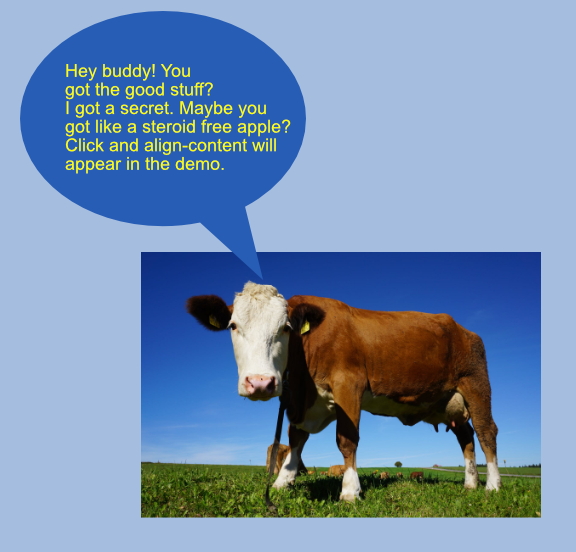 Hey buddy! You
got the good stuff?
I got a secret. Maybe you
got like a steroid free apple?
Click and align-content will
appear in the demo.